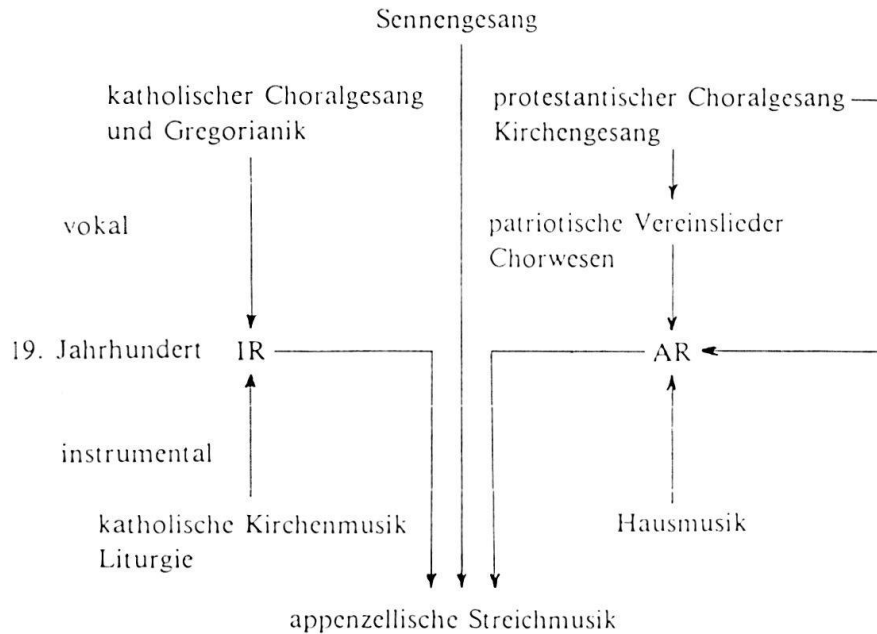 Sennengesang
katholischer Choralgesang
und Gregorianik
protestantischer Choralgesang
Kirchengesang
vokal
patriotische Vereinslieder
Chorwesen
19. Jahrhundert IR
AR
instrumental
katholische Kirchenmusik
Liturgie
Hausmusik
appenzellische Streichmusik